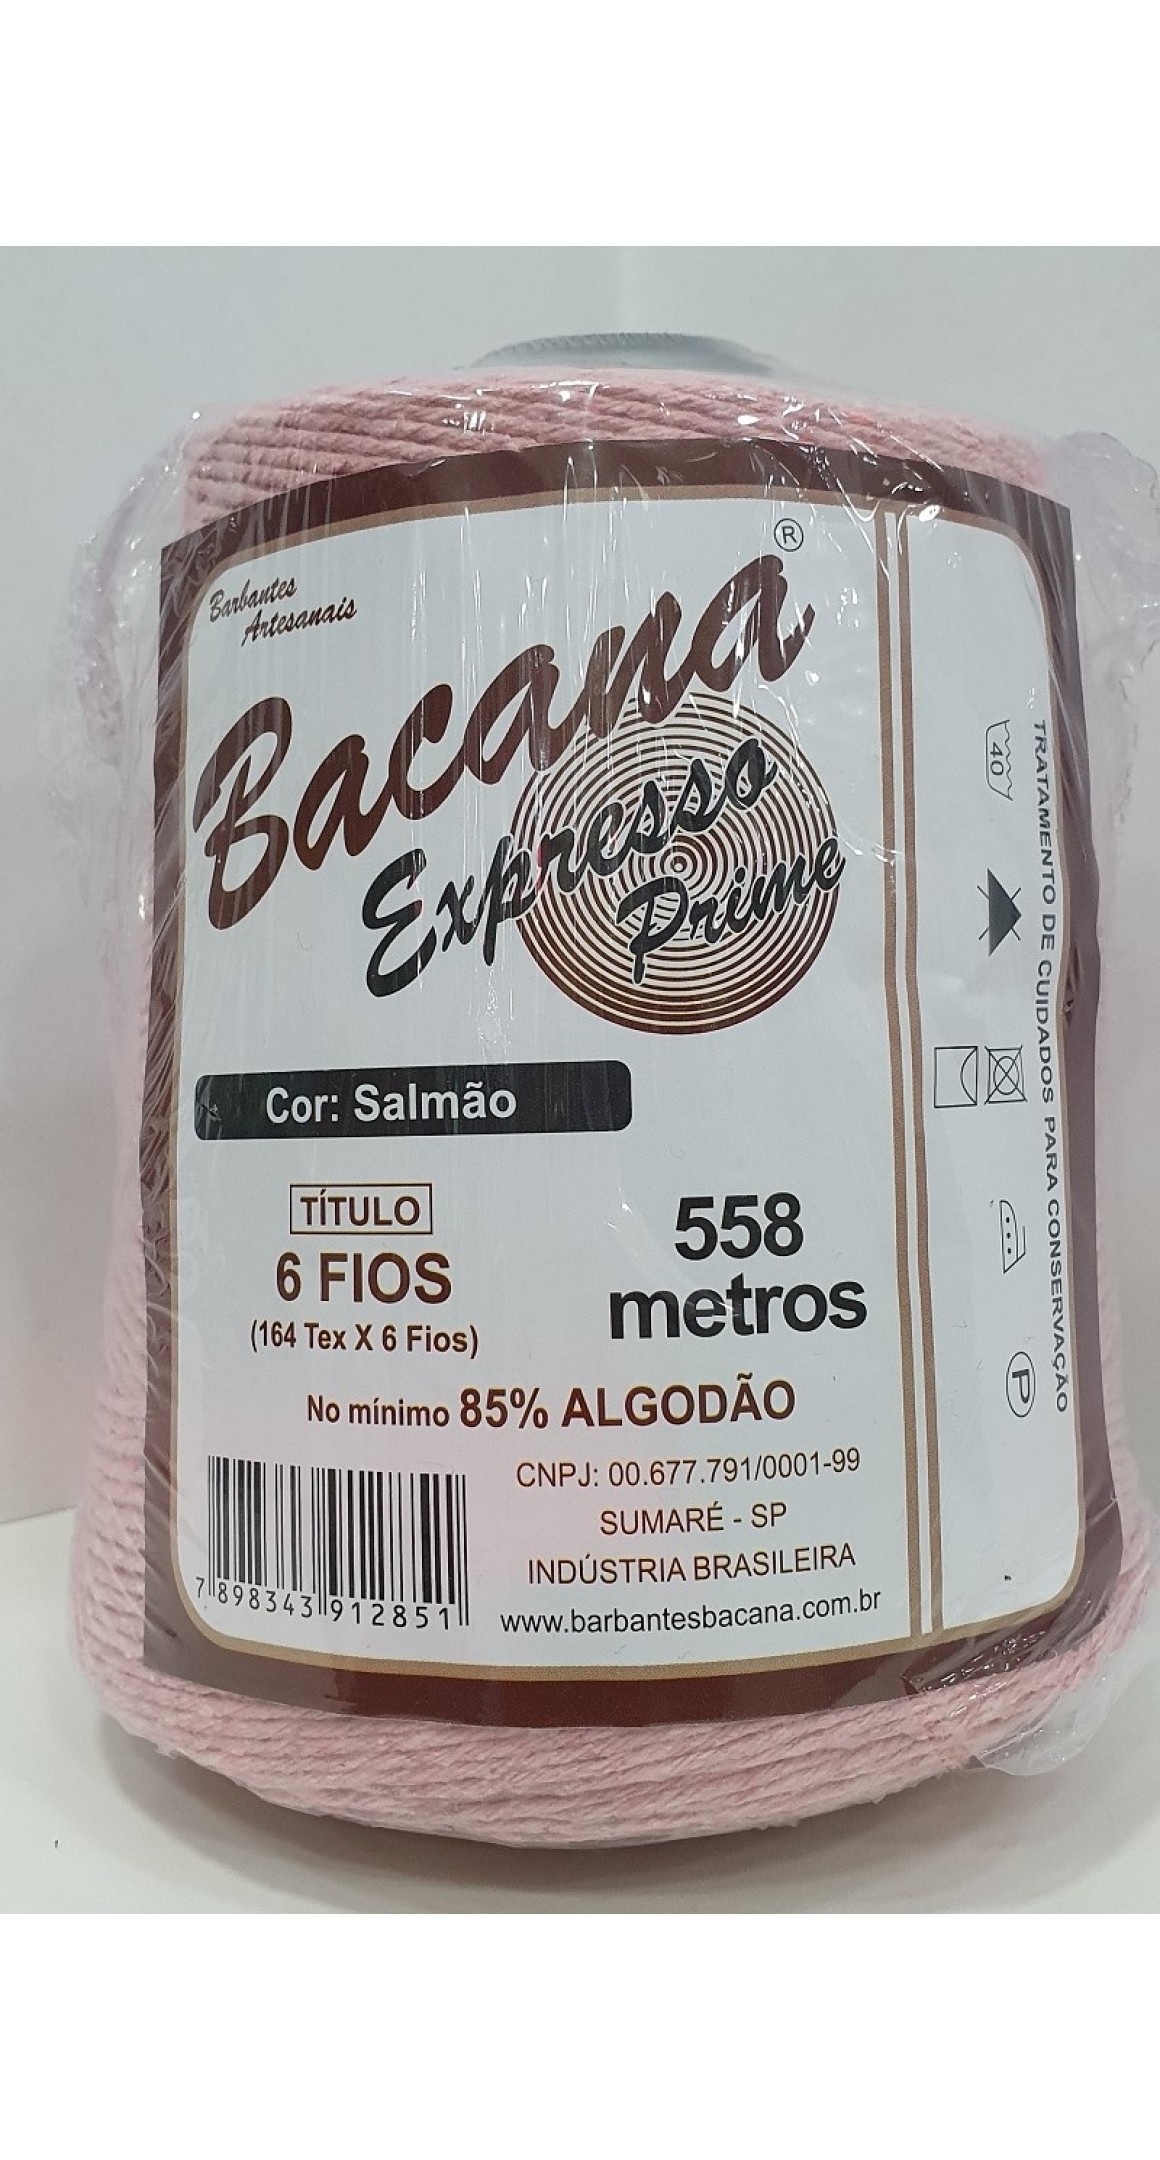 Barbantes
Artesanais
Bacana®
Expresso
Prime
Cor: Salmão
TÍTULO
6 FIOS
(164 Tex X 6 Fios)
558
metros
No mínimo 85% ALGODÃO
CNPJ: 00.677.791/0001-99
SUMARÉ - SP
INDÚSTRIA BRASILEIRA
www.barbantesbacana.com.br
7 898343 912851
TRATAMENTO DE CUIDADOS PARA CONSERVAÇÃO
40
P